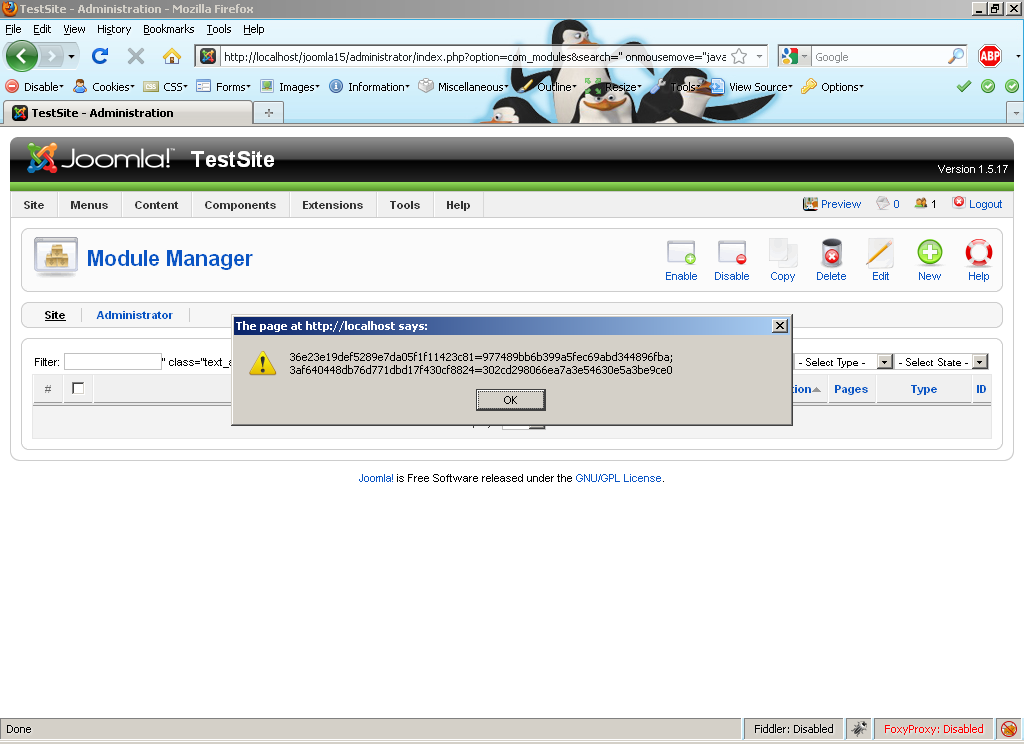 TestSite - Administration - Mozilla Firefox
File Edit View History Bookmarks Tools Help
http://localhost/joomla15/administrator/index.php?option=com_modules&search=" onmousemove="java
Google
ABP
Disable Cookies CSS Forms Images Information Miscellaneous Outline Resize Tools View Source Options
TestSite - Administration
Joomla! TestSite
Version 1.5.17
Site Menus Content Components Extensions Tools Help
Preview 0 1 Logout
Module Manager
Enable Disable Copy Delete Edit New Help
Site Administrator
The page at http://localhost says:
36e23e19def5289e7da05f1f11423c81=977489bb6b399a5fec69abd344896fba;
3af640448db76d771dbd17f430cf8824=302cd298066ea7a3e54630e5a3be9ce0
OK
Filter: " class="text_a - Select Type - - Select State -
# tion Pages Type ID
Joomla! is Free Software released under the GNU/GPL License.
Done
Fiddler: Disabled
FoxyProxy: Disabled